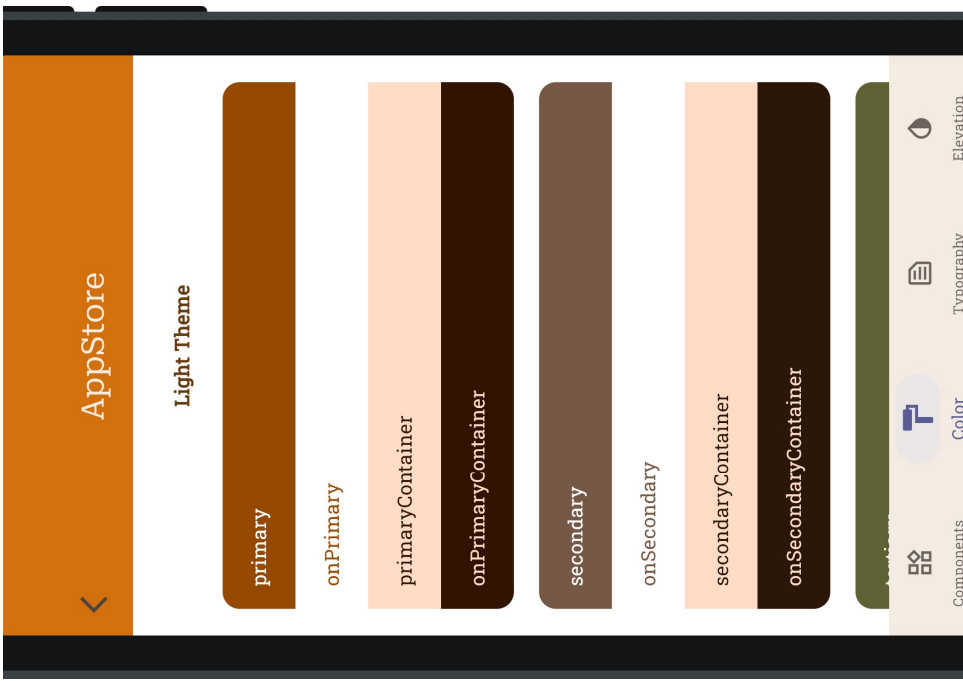 AppStore
Light Theme
primary
onPrimary
primaryContainer
onPrimaryContainer
secondary
onSecondary
secondaryContainer
onSecondaryContainer
Components
Color
Typography
Elevation